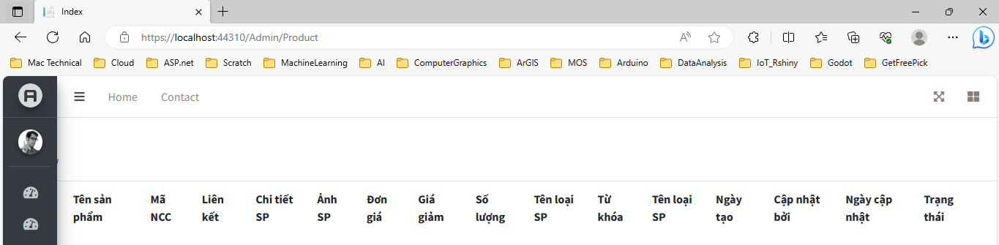 Index
https://localhost:44310/Admin/Product
Mac Technical Cloud ASP.net Scratch MachineLearning AI ComputerGraphics ArGIS MOS Arduino DataAnalysis IoT_Rshiny Godot GetFreePick
Home Contact
Tên sản phẩm Mã NCC Liên kết Chi tiết SP Ảnh SP Đơn giá Giá giảm Số lượng Tên loại SP Từ khóa Tên loại SP Ngày tạo Cập nhật bởi Ngày cập nhật Trạng thái